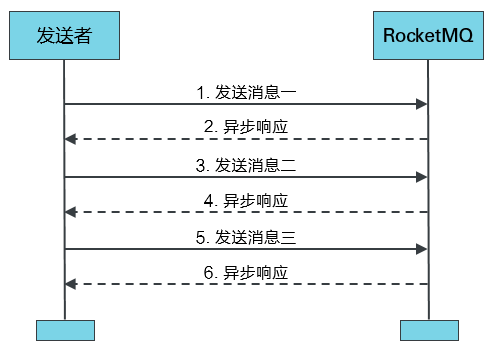 发送者
RocketMQ
1. 发送消息一
2. 异步响应
3. 发送消息二
4. 异步响应
5. 发送消息三
6. 异步响应